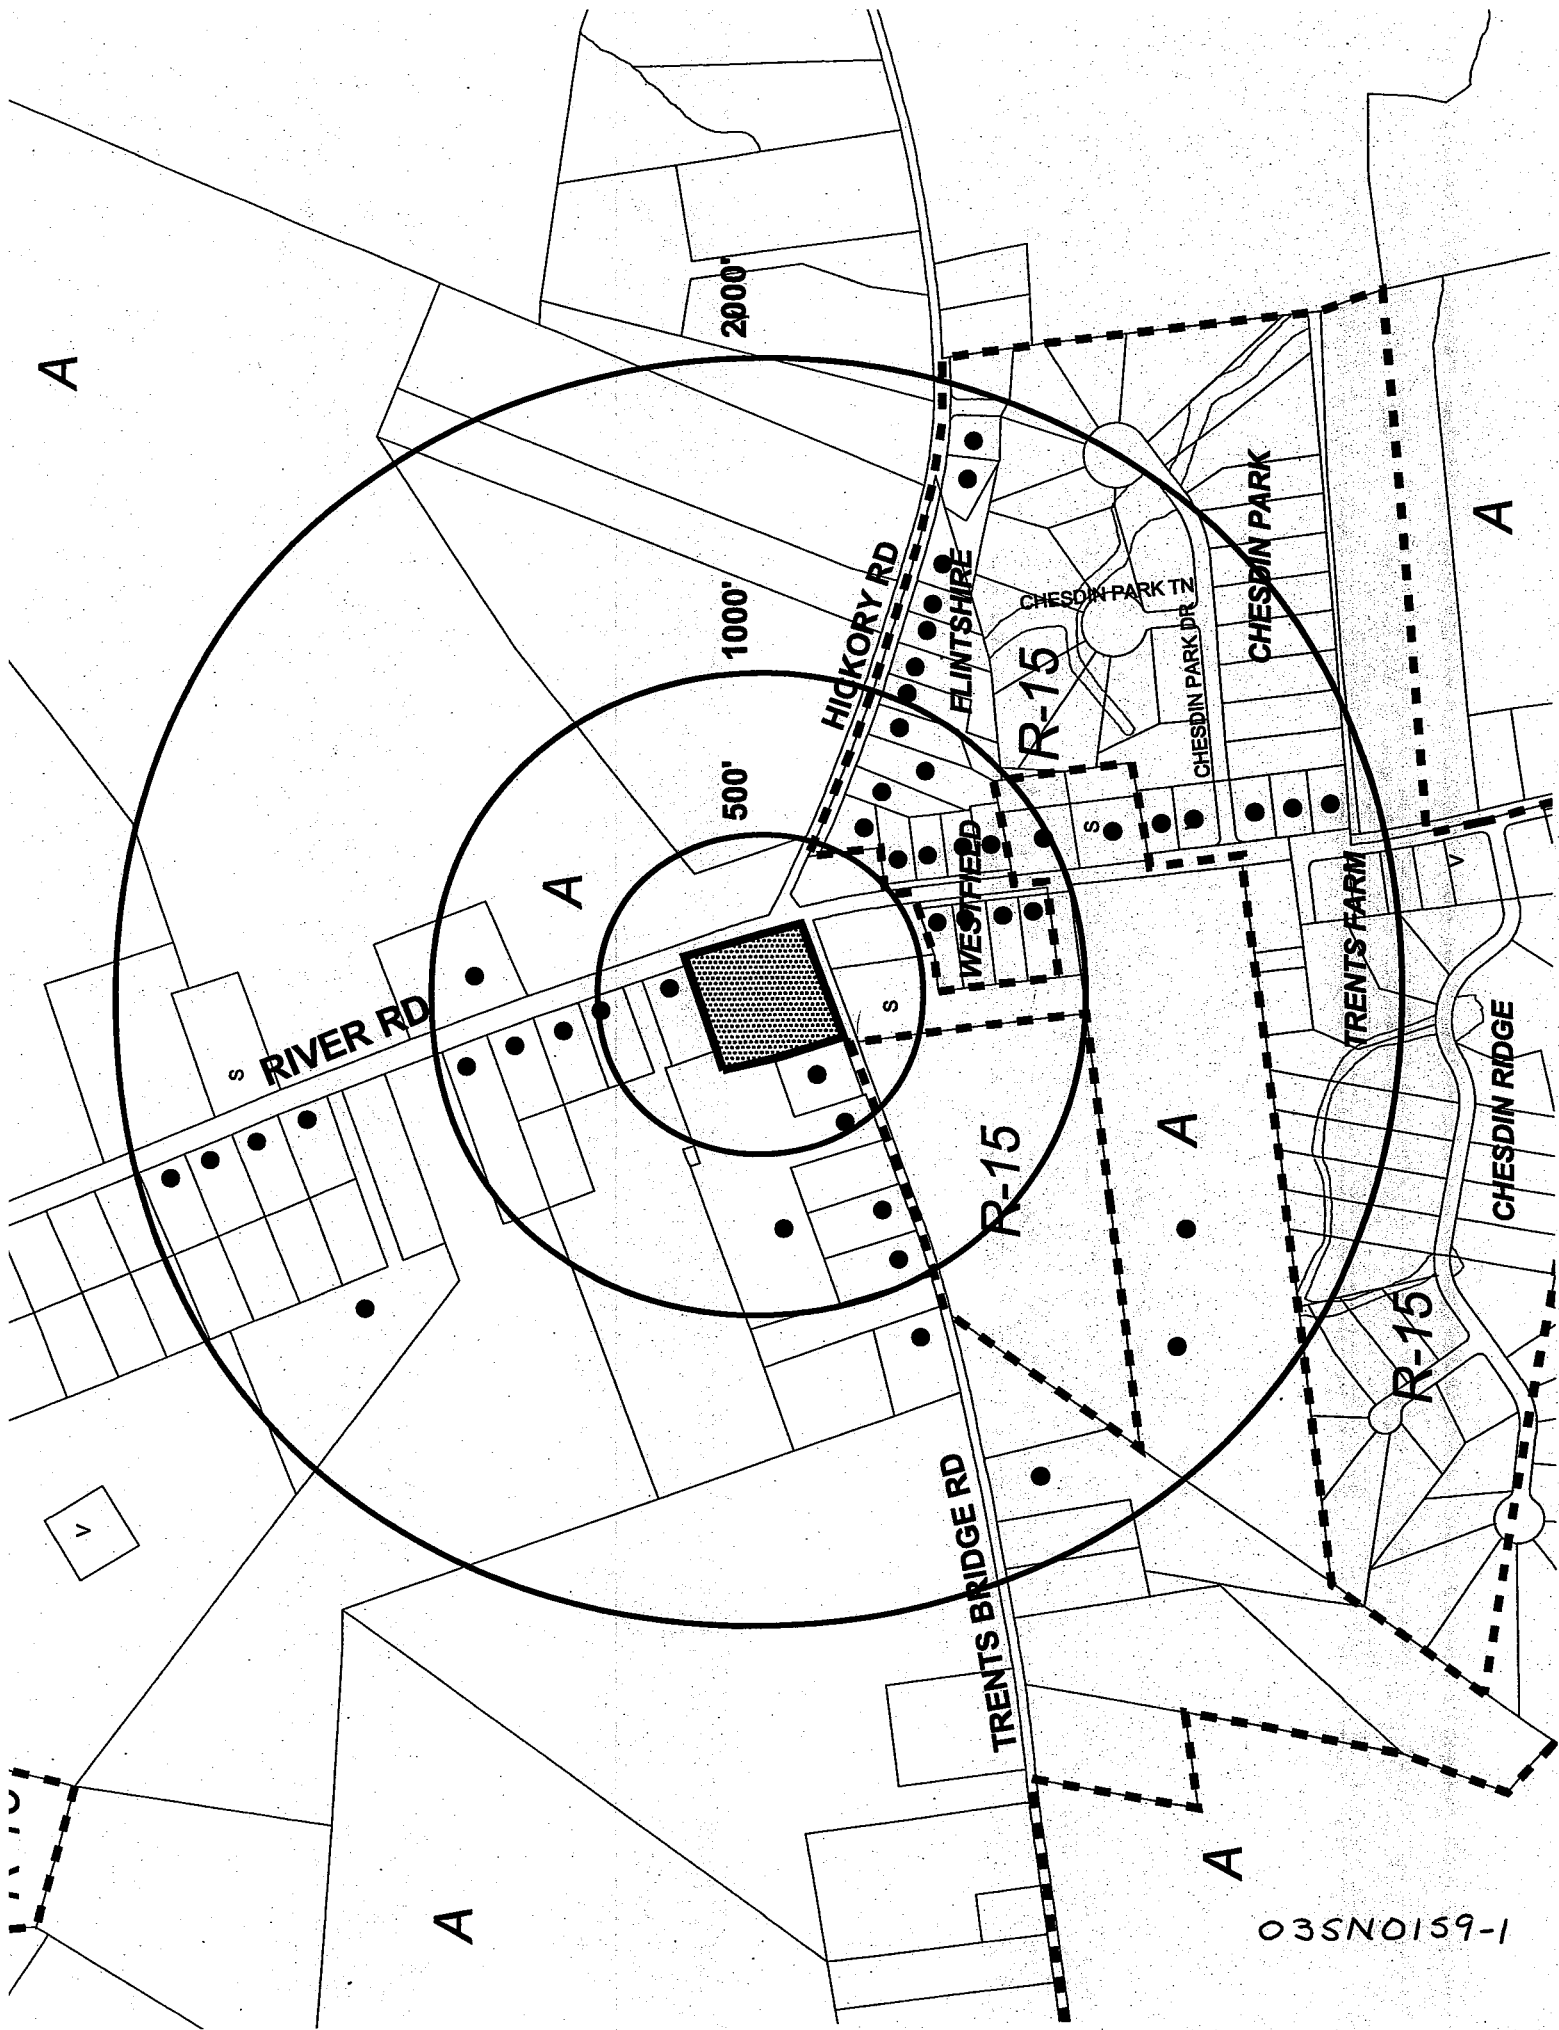 A
2000'
1000'
500'
HICKORY RD
FLINTSHIRE
CHESDIN PARK TN
CHESDIN PARK DR
CHESDIN PARK
R-15
A
A
S
WESTFIELD
V
TRENTS FARM
S
RIVER RD
S
CHESDIN RIDGE
R-15
A
R-15
V
TRENTS BRIDGE RD
A
A
03SN0159-1